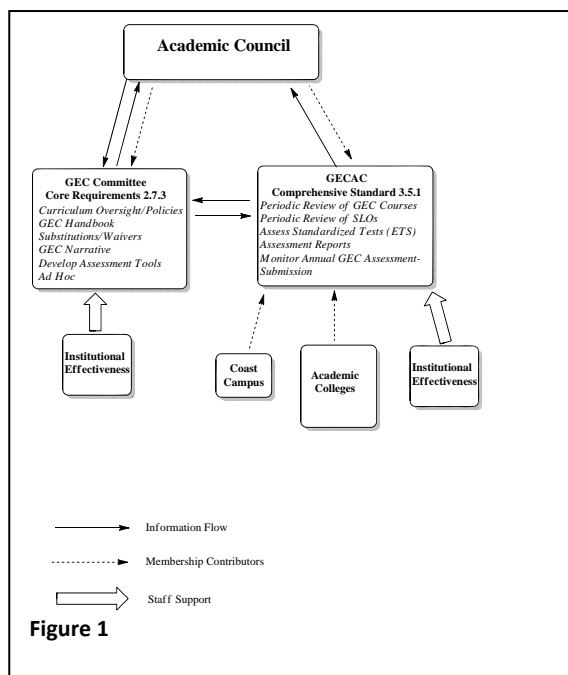 Academic Council
GEC Committee
Core Requirements 2.7.3
Curriculum Oversight/Policies
GEC Handbook
Substitutions/Waivers
GEC Narrative
Develop Assessment Tools
Ad Hoc
GECAC
Comprehensive Standard 3.5.1
Periodic Review of GEC Courses
Periodic Review of SLOs
Assess Standardized Tests (ETS)
Assessment Reports
Monitor Annual GEC Assessment-
Submission
Institutional
Effectiveness
Coast
Campus
Academic
Colleges
Institutional
Effectiveness
Information Flow
Membership Contributors
Staff Support
Figure 1